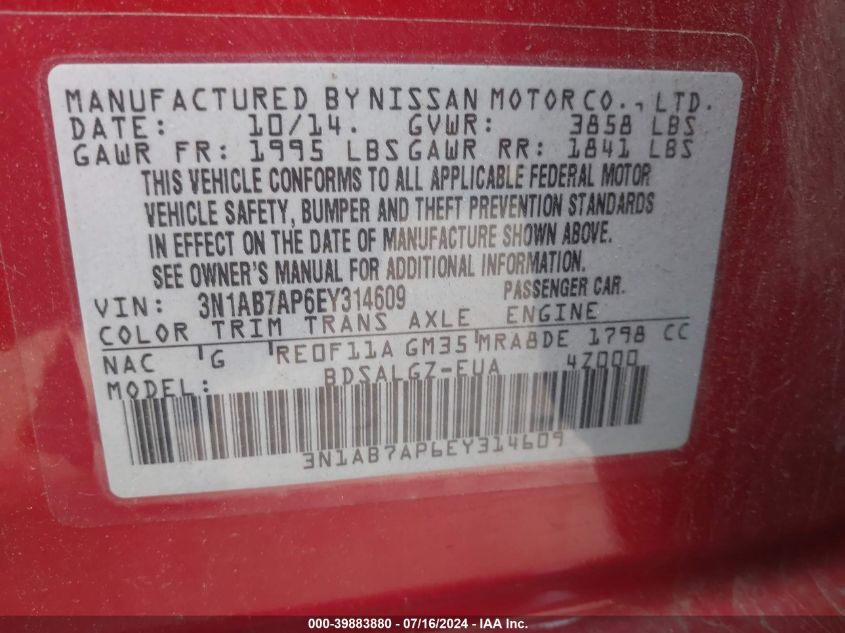 MANUFACTURED BY NISSAN MOTOR CO., LTD.
DATE: 10/14. GVWR: 3858 LBS
GAWR FR: 1995 LBS GAWR RR: 1841 LBS
THIS VEHICLE CONFORMS TO ALL APPLICABLE FEDERAL MOTOR
VEHICLE SAFETY, BUMPER AND THEFT PREVENTION STANDARDS
IN EFFECT ON THE DATE OF MANUFACTURE SHOWN ABOVE.
SEE OWNER'S MANUAL FOR ADDITIONAL INFORMATION.
VIN: 3N1AB7AP6EY314609 PASSENGER CAR.
COLOR TRIM TRANS AXLE ENGINE
NAC G RE0F11A GM35 MRA8DE 1798 CC
MODEL: BDSALGZ-EUA 4Z000
3N1AB7AP6EY314609
000-39883880 / 07/16/2024 - IAA Inc.